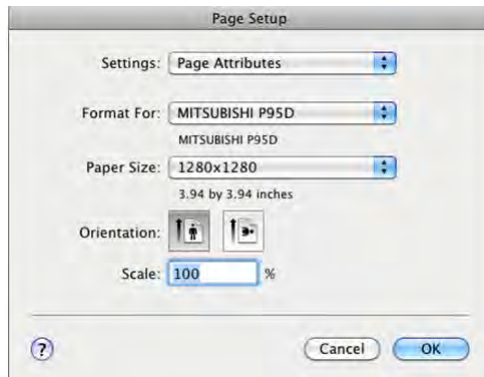 Page Setup
Settings: Page Attributes
Format For: MITSUBISHI P95D
MITSUBISHI P95D
Paper Size: 1280x1280
3.94 by 3.94 inches
Orientation:
Scale: 100 %
? Cancel OK